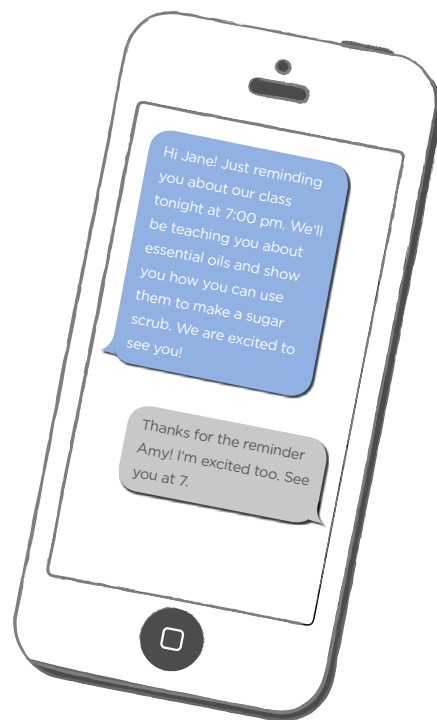 Hi Jane! Just reminding
you about our class
tonight at 7:00 pm. We'll
be teaching you about
essential oils and show
you how you can use
them to make a sugar
scrub. We are excited to
see you!
Thanks for the reminder
Amy! I'm excited too. See
you at 7.